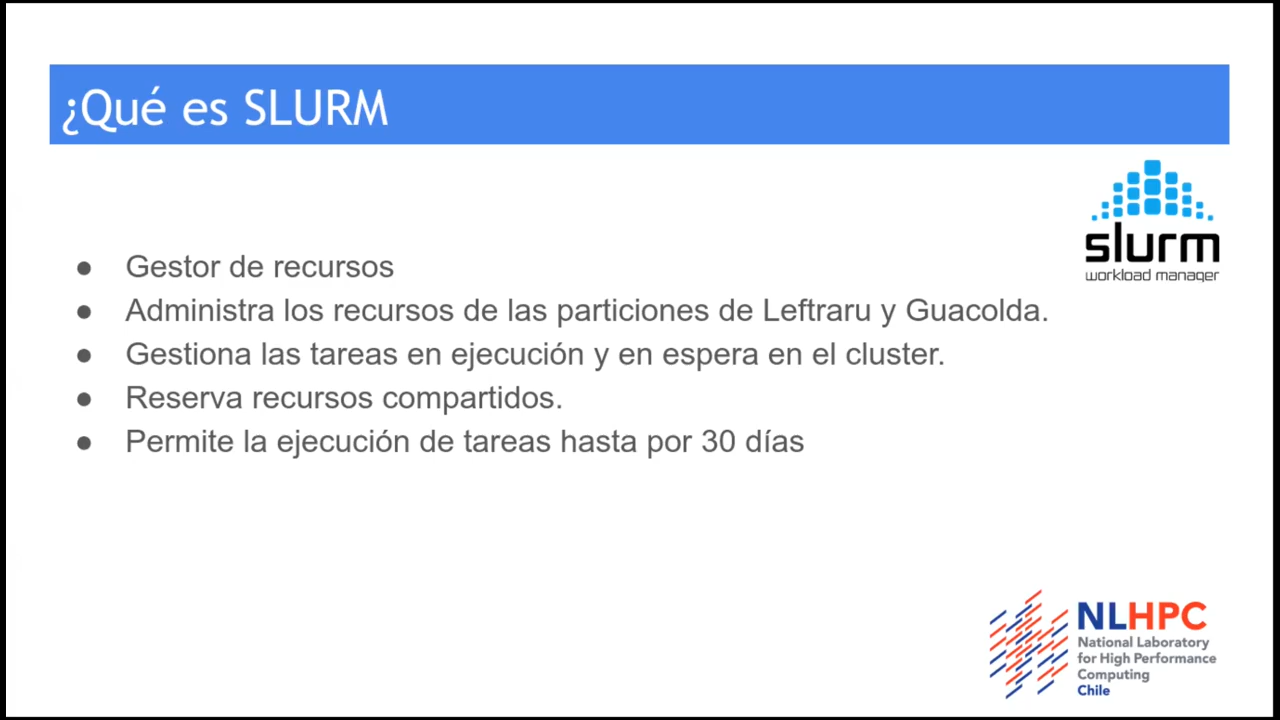 ¿Qué es SLURM
slurm
workload manager
● Gestor de recursos
● Administra los recursos de las particiones de Leftraru y Guacolda.
● Gestiona las tareas en ejecución y en espera en el cluster.
● Reserva recursos compartidos.
● Permite la ejecución de tareas hasta por 30 días
NLHPC
National Laboratory
for High Performance
Computing
Chile